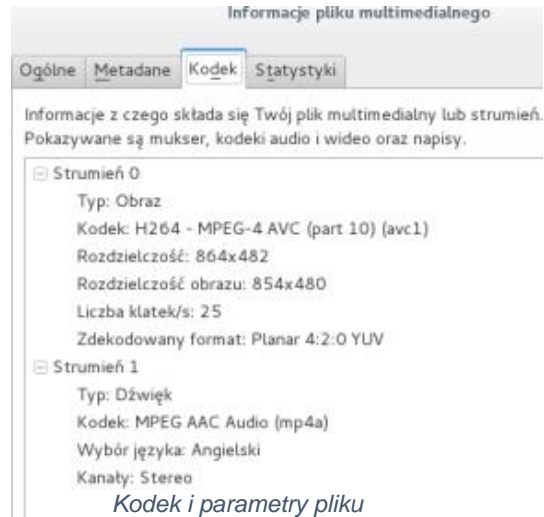 Informacje pliku multimedialnego
Ogólne Metadane Kodek Statystyki
Informacje z czego składa się Twój plik multimedialny lub strumień.
Pokazywane są mukser, kodeki audio i wideo oraz napisy.
Strumień 0
Typ: Obraz
Kodek: H264 - MPEG-4 AVC (part 10) (avc1)
Rozdzielczość: 864x482
Rozdzielczość obrazu: 854x480
Liczba klatek/s: 25
Zdekodowany format: Planar 4:2:0 YUV
Strumień 1
Typ: Dźwięk
Kodek: MPEG AAC Audio (mp4a)
Wybór języka: Angielski
Kanały: Stereo
Kodek i parametry pliku